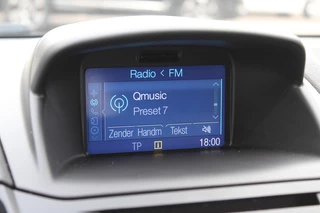 Radio < FM
Qmusic
Preset 7
Zender Handm Tekst
TP i 18:00